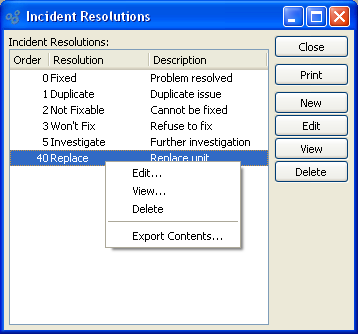 Incident Resolutions
Incident Resolutions:
Order Resolution Description
0 Fixed Problem resolved
1 Duplicate Duplicate issue
2 Not Fixable Cannot be fixed
3 Won't Fix Refuse to fix
5 Investigate Further investigation
40 Replace Replace unit
Edit...
View...
Delete
Export Contents...
Close
Print
New
Edit
View
Delete